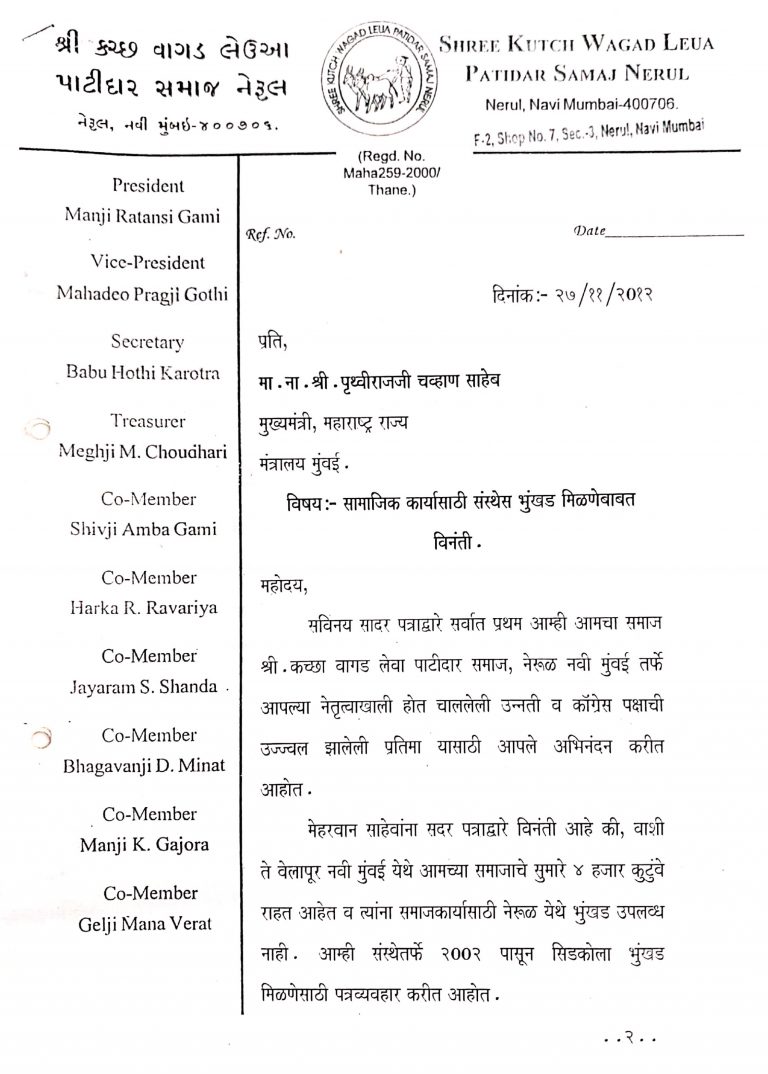 શ્રી કચ્છ વાગડ લેઉઆ
પાટીદાર સમાજ નેરૂલ
નેરૂલ, નવી મુંબઇ-૪૦૦૭૦૬.
SHREE KUTCH WAGAD LEUA PATIDAR SAMAJ NERUL
SHREE KUTCH WAGAD LEUA
PATIDAR SAMAJ NERUL
Nerul, Navi Mumbai-400706.
F-2, Shop No. 7, Sec.-3, Nerul, Navi Mumbai
(Regd. No.
Maha259-2000/
Thane.)
President
Manji Ratansi Gami
Vice-President
Mahadeo Pragji Gothi
Secretary
Babu Hothi Karotra
Treasurer
Meghji M. Choudhari
Co-Member
Shivji Amba Gami
Co-Member
Harka R. Ravariya
Co-Member
Jayaram S. Shanda
Co-Member
Bhagavanji D. Minat
Co-Member
Manji K. Gajora
Co-Member
Gelji Mana Verat
Ref. No.
Date
दिनांक:- २७/११/२०१२
प्रति,
मा.ना.श्री.पृथ्वीराजजी चव्हाण साहेब
मुख्यमंत्री, महाराष्ट्र राज्य
मंत्रालय मुंबई.
विषय:- सामाजिक कार्यासाठी संस्थेस भुंखड मिळणेबाबत
विनंती.
महोदय,
सविनय सादर पत्राद्वारे सर्वात प्रथम आम्ही आमचा समाज
श्री.कच्छा वागड लेवा पाटीदार समाज, नेरूळ नवी मुंबई तर्फे
आपल्या नेतृत्वाखाली होत चाललेली उन्नती व काँग्रेस पक्षाची
उज्ज्वल झालेली प्रतिमा यासाठी आपले अभिनंदन करीत
आहोत.
मेहरबान साहेबांना सदर पत्राद्वारे विनंती आहे की, वाशी
ते बेलापूर नवी मुंबई येथे आमच्या समाजाचे सुमारे ४ हजार कुटुंबे
राहत आहेत व त्यांना समाजकार्यासाठी नेरूळ येथे भुंखड उपलब्ध
नाही. आम्ही संस्थेतर्फे २००२ पासून सिडकोला भुंखड
मिळणेसाठी पत्रव्यवहार करीत आहोत.
..२..